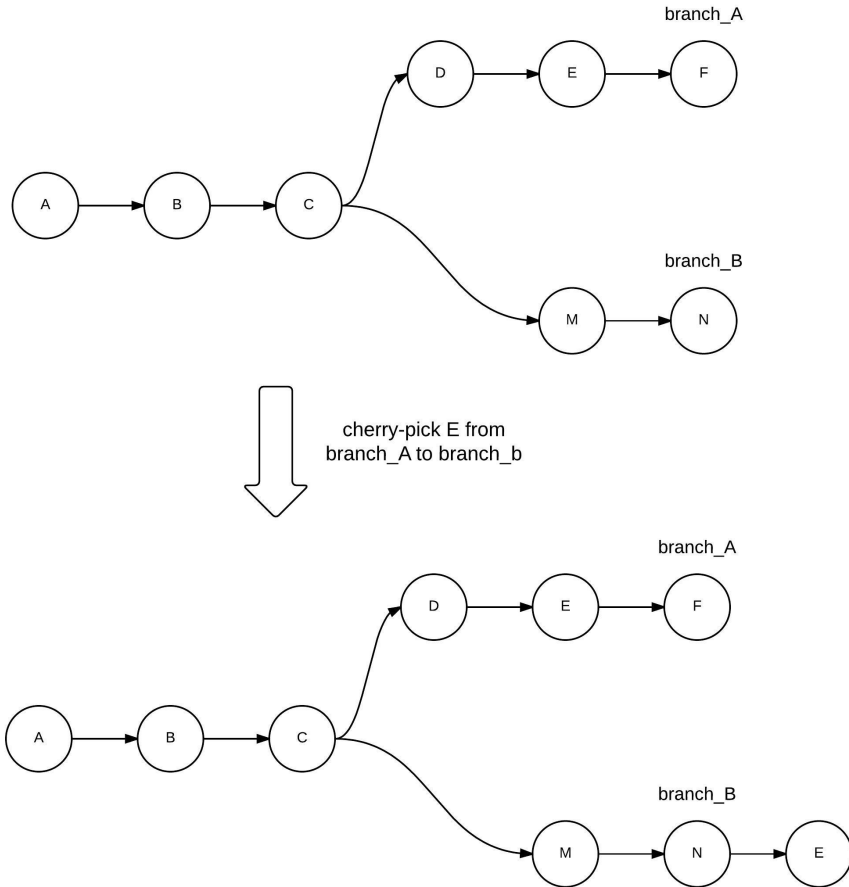 branch_A
D
E
F
A
B
C
branch_B
M
N
cherry-pick E from
branch_A to branch_b
branch_A
D
E
F
A
B
C
branch_B
M
N
E